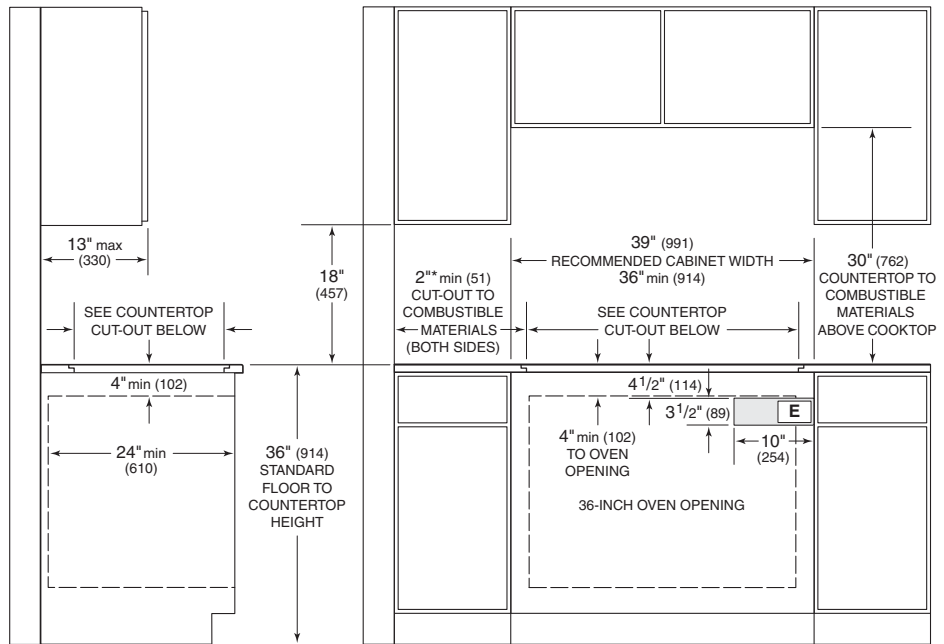 13" max
(330)
SEE COUNTERTOP
CUT-OUT BELOW
4" min (102)
24" min
(610)
18"
(457)
36" (914)
STANDARD
FLOOR TO
COUNTERTOP
HEIGHT
2"* min (51)
CUT-OUT TO
COMBUSTIBLE
MATERIALS
(BOTH SIDES)
39" (991)
RECOMMENDED CABINET WIDTH
36" min (914)
SEE COUNTERTOP
CUT-OUT BELOW
30" (762)
COUNTERTOP TO
COMBUSTIBLE
MATERIALS
ABOVE COOKTOP
4 1/2" (114)
3 1/2" (89)
E
10"
(254)
4" min (102)
TO OVEN
OPENING
36-INCH OVEN OPENING